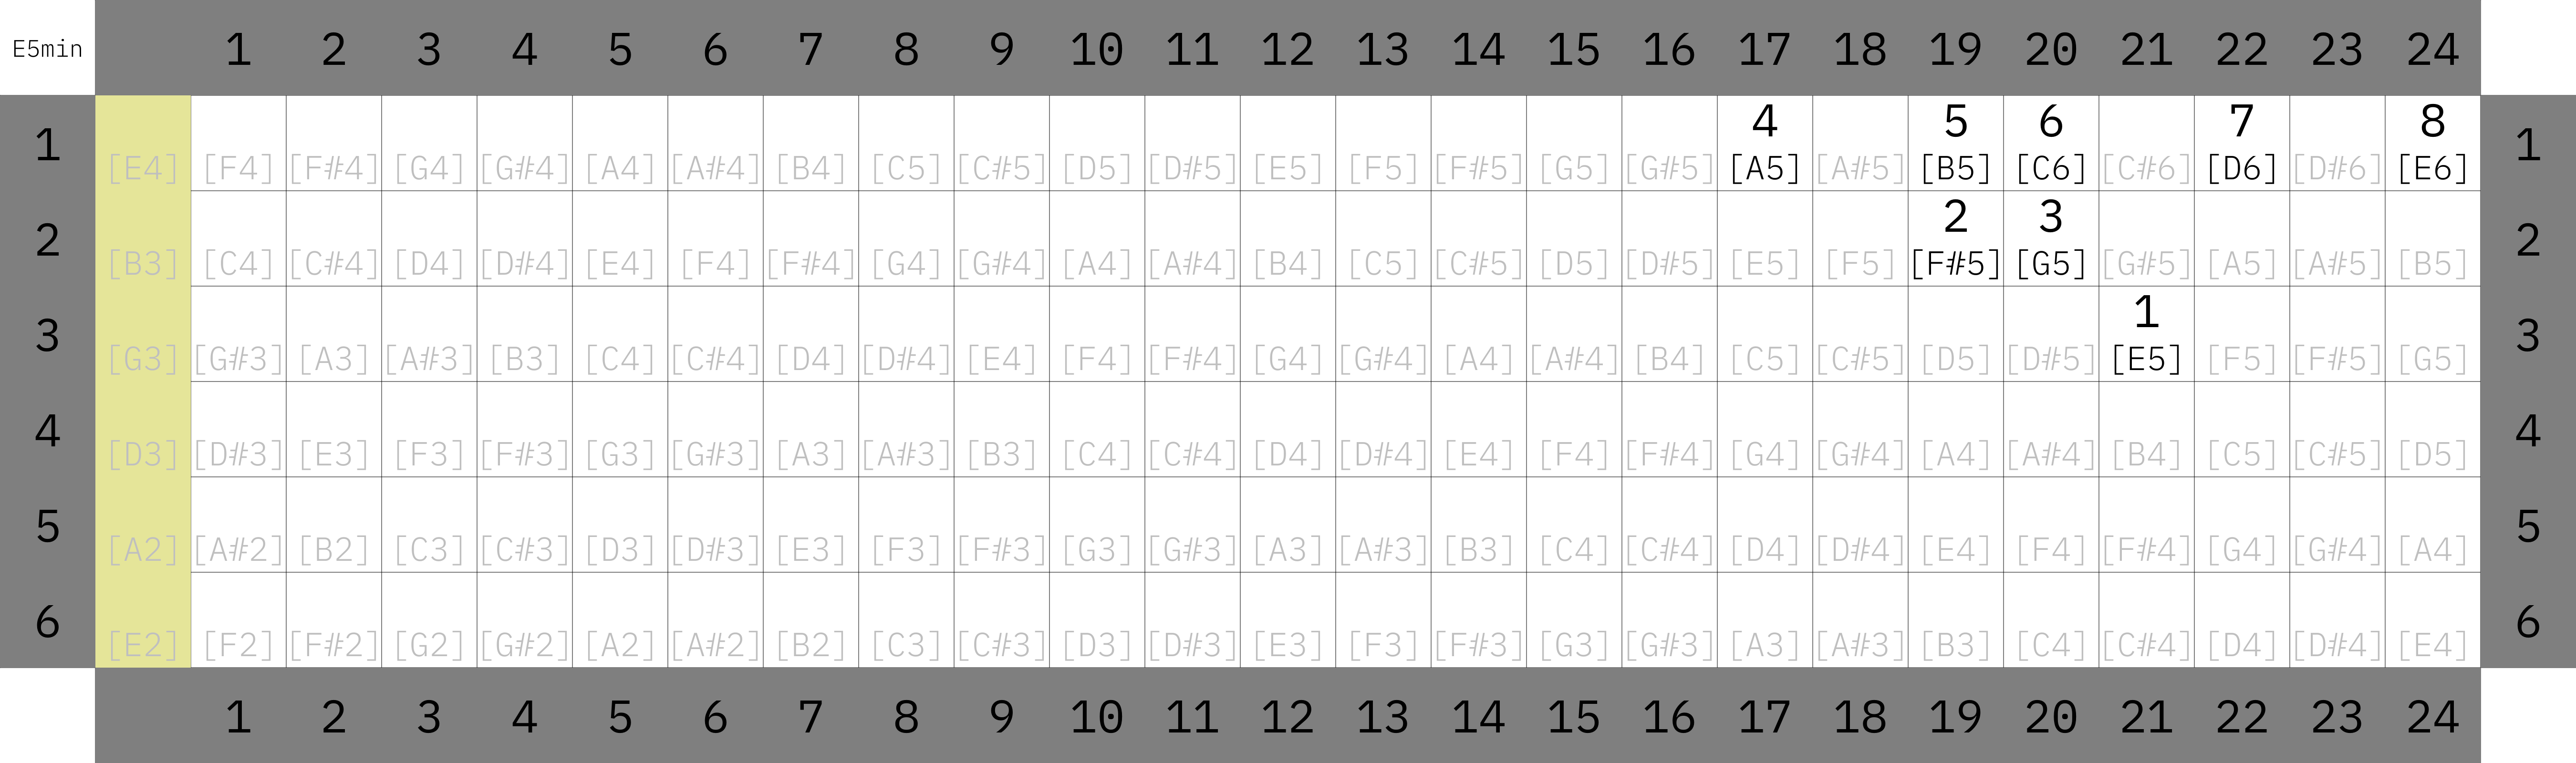 E5min 1 2 3 4 5 6 7 8 9 10 11 12 13 14 15 16 17 18 19 20 21 22 23 24
4 5 6 7 8
1 [E4] [F4] [F#4] [G4] [G#4] [A4] [A#4] [B4] [C5] [C#5] [D5] [D#5] [E5] [F5] [F#5] [G5] [G#5] [A5] [A#5] [B5] [C6] [C#6] [D6] [D#6] [E6] 1
2 3
2 [B3] [C4] [C#4] [D4] [D#4] [E4] [F4] [F#4] [G4] [G#4] [A4] [A#4] [B4] [C5] [C#5] [D5] [D#5] [E5] [F5] [F#5] [G5] [G#5] [A5] [A#5] [B5] 2
1
3 [G3] [G#3] [A3] [A#3] [B3] [C4] [C#4] [D4] [D#4] [E4] [F4] [F#4] [G4] [G#4] [A4] [A#4] [B4] [C5] [C#5] [D5] [D#5] [E5] [F5] [F#5] [G5] 3
4 [D3] [D#3] [E3] [F3] [F#3] [G3] [G#3] [A3] [A#3] [B3] [C4] [C#4] [D4] [D#4] [E4] [F4] [F#4] [G4] [G#4] [A4] [A#4] [B4] [C5] [C#5] [D5] 4
5 [A2] [A#2] [B2] [C3] [C#3] [D3] [D#3] [E3] [F3] [F#3] [G3] [G#3] [A3] [A#3] [B3] [C4] [C#4] [D4] [D#4] [E4] [F4] [F#4] [G4] [G#4] [A4] 5
6 [E2] [F2] [F#2] [G2] [G#2] [A2] [A#2] [B2] [C3] [C#3] [D3] [D#3] [E3] [F3] [F#3] [G3] [G#3] [A3] [A#3] [B3] [C4] [C#4] [D4] [D#4] [E4] 6
1 2 3 4 5 6 7 8 9 10 11 12 13 14 15 16 17 18 19 20 21 22 23 24